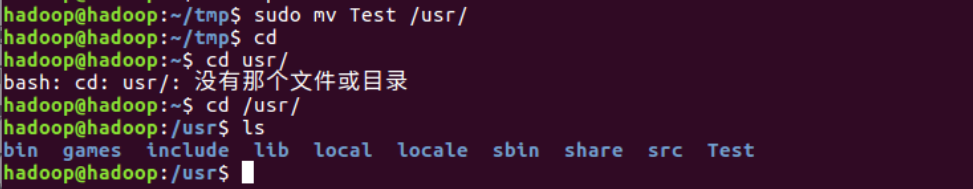 hadoop@hadoop:~/tmp$ sudo mv Test /usr/
hadoop@hadoop:~/tmp$ cd
hadoop@hadoop:~$ cd usr/
bash: cd: usr/: 没有那个文件或目录
hadoop@hadoop:~$ cd /usr/
hadoop@hadoop:/usr$ ls
bin  games  include  lib  local  locale  sbin  share  src  Test
hadoop@hadoop:/usr$